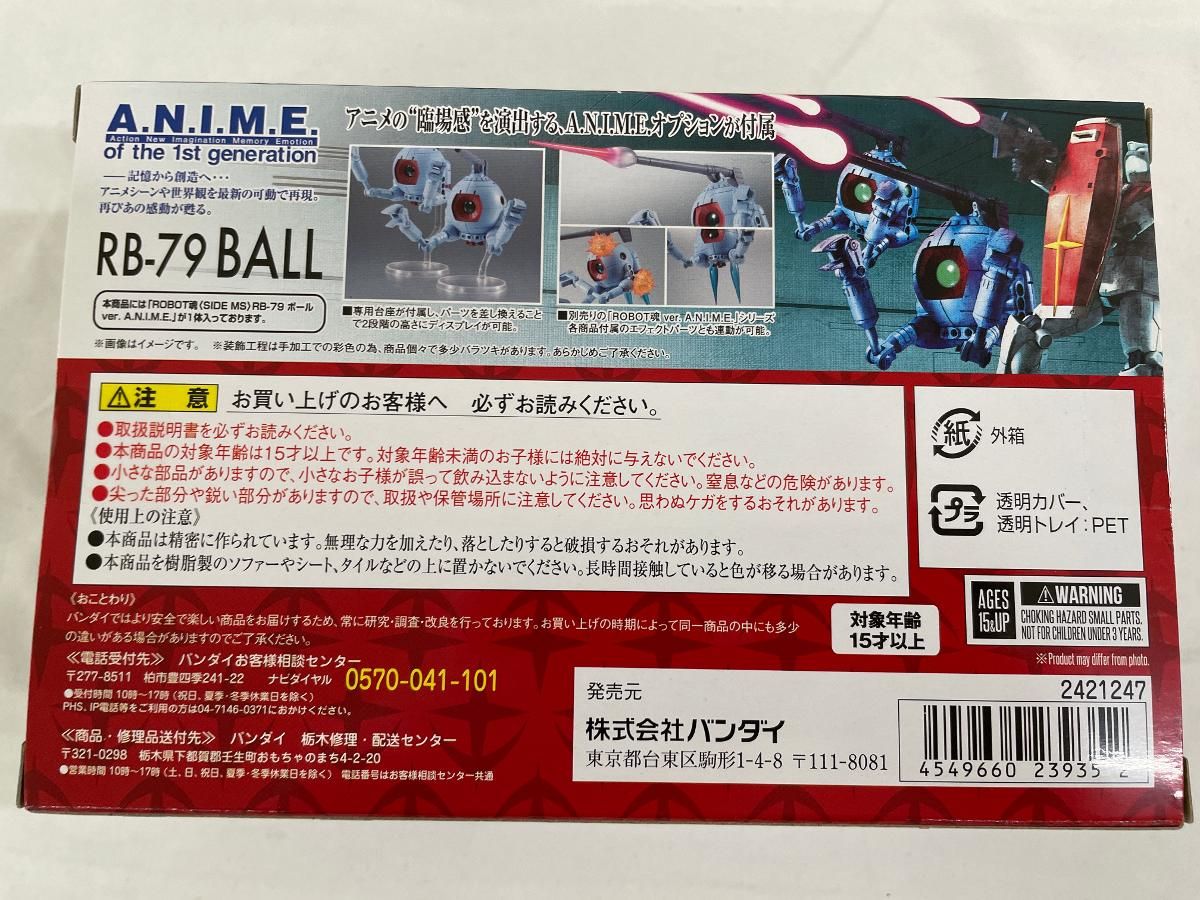 A.N.I.M.E.
Action New Imagination Memory Emotion
of the 1st generation
――記憶から創造へ・・・
アニメシーンや世界観を最新の可動で再現。
再びあの感動が甦る。
RB-79 BALL
本商品には「ROBOT魂〈SIDE MS〉RB-79 ボール
ver. A.N.I.M.E.」が1体入っております。
アニメの“臨場感”を演出する、A.N.I.M.E.オプションが付属
■専用台座が付属し、パーツを差し換えること
で2段階の高さにディスプレイが可能。
■別売りの「ROBOT魂 ver. A.N.I.M.E.」シリーズ
各商品付属のエフェクトパーツとも連動が可能。
※画像はイメージです。 ※装飾工程は手加工での彩色の為、商品個々で多少バラツキがあります。あらかじめご了承ください。
⚠注 意 お買い上げのお客様へ 必ずお読みください。
●取扱説明書を必ずお読みください。
●本商品の対象年齢は15才以上です。対象年齢未満のお子様には絶対に与えないでください。
●小さな部品がありますので、小さなお子様が誤って飲み込まないように注意してください。窒息などの危険があります。
●尖った部分や鋭い部分がありますので、取扱や保管場所に注意してください。思わぬケガをするおそれがあります。
《使用上の注意》
●本商品は精密に作られています。無理な力を加えたり、落としたりすると破損するおそれがあります。
●本商品を樹脂製のソファーやシート、タイルなどの上に置かないでください。長時間接触していると色が移る場合があります。
紙 外箱
プラ 透明カバー、
透明トレイ:PET
《おことわり》
バンダイではより安全で楽しい商品をお届けするため、常に研究・調査・改良を行っております。お買い上げの時期によって同一商品の中にも多少
の違いがある場合がありますのでご了承ください。
対象年齢
15才以上
AGES
15&UP
⚠WARNING
CHOKING HAZARD SMALL PARTS.
NOT FOR CHILDREN UNDER 3 YEARS.
※Product may differ from photo.
≪電話受付先≫ バンダイお客様相談センター
〒277-8511 柏市豊四季241-22 ナビダイヤル 0570-041-101
●受付時間 10時～17時(祝日、夏季・冬季休業日を除く)
PHS、IP電話等をご利用の方は04-7146-0371におかけください。
≪商品・修理品送付先≫ バンダイ 栃木修理・配送センター
〒321-0298 栃木県下都賀郡壬生町おもちゃのまち4-2-20
●営業時間 10時～17時(土、日、祝日、夏季・冬季休業日を除く) 電話番号はお客様相談センター共通
発売元
株式会社バンダイ
東京都台東区駒形1-4-8 〒111-8081
2421247
4549660 23935 2